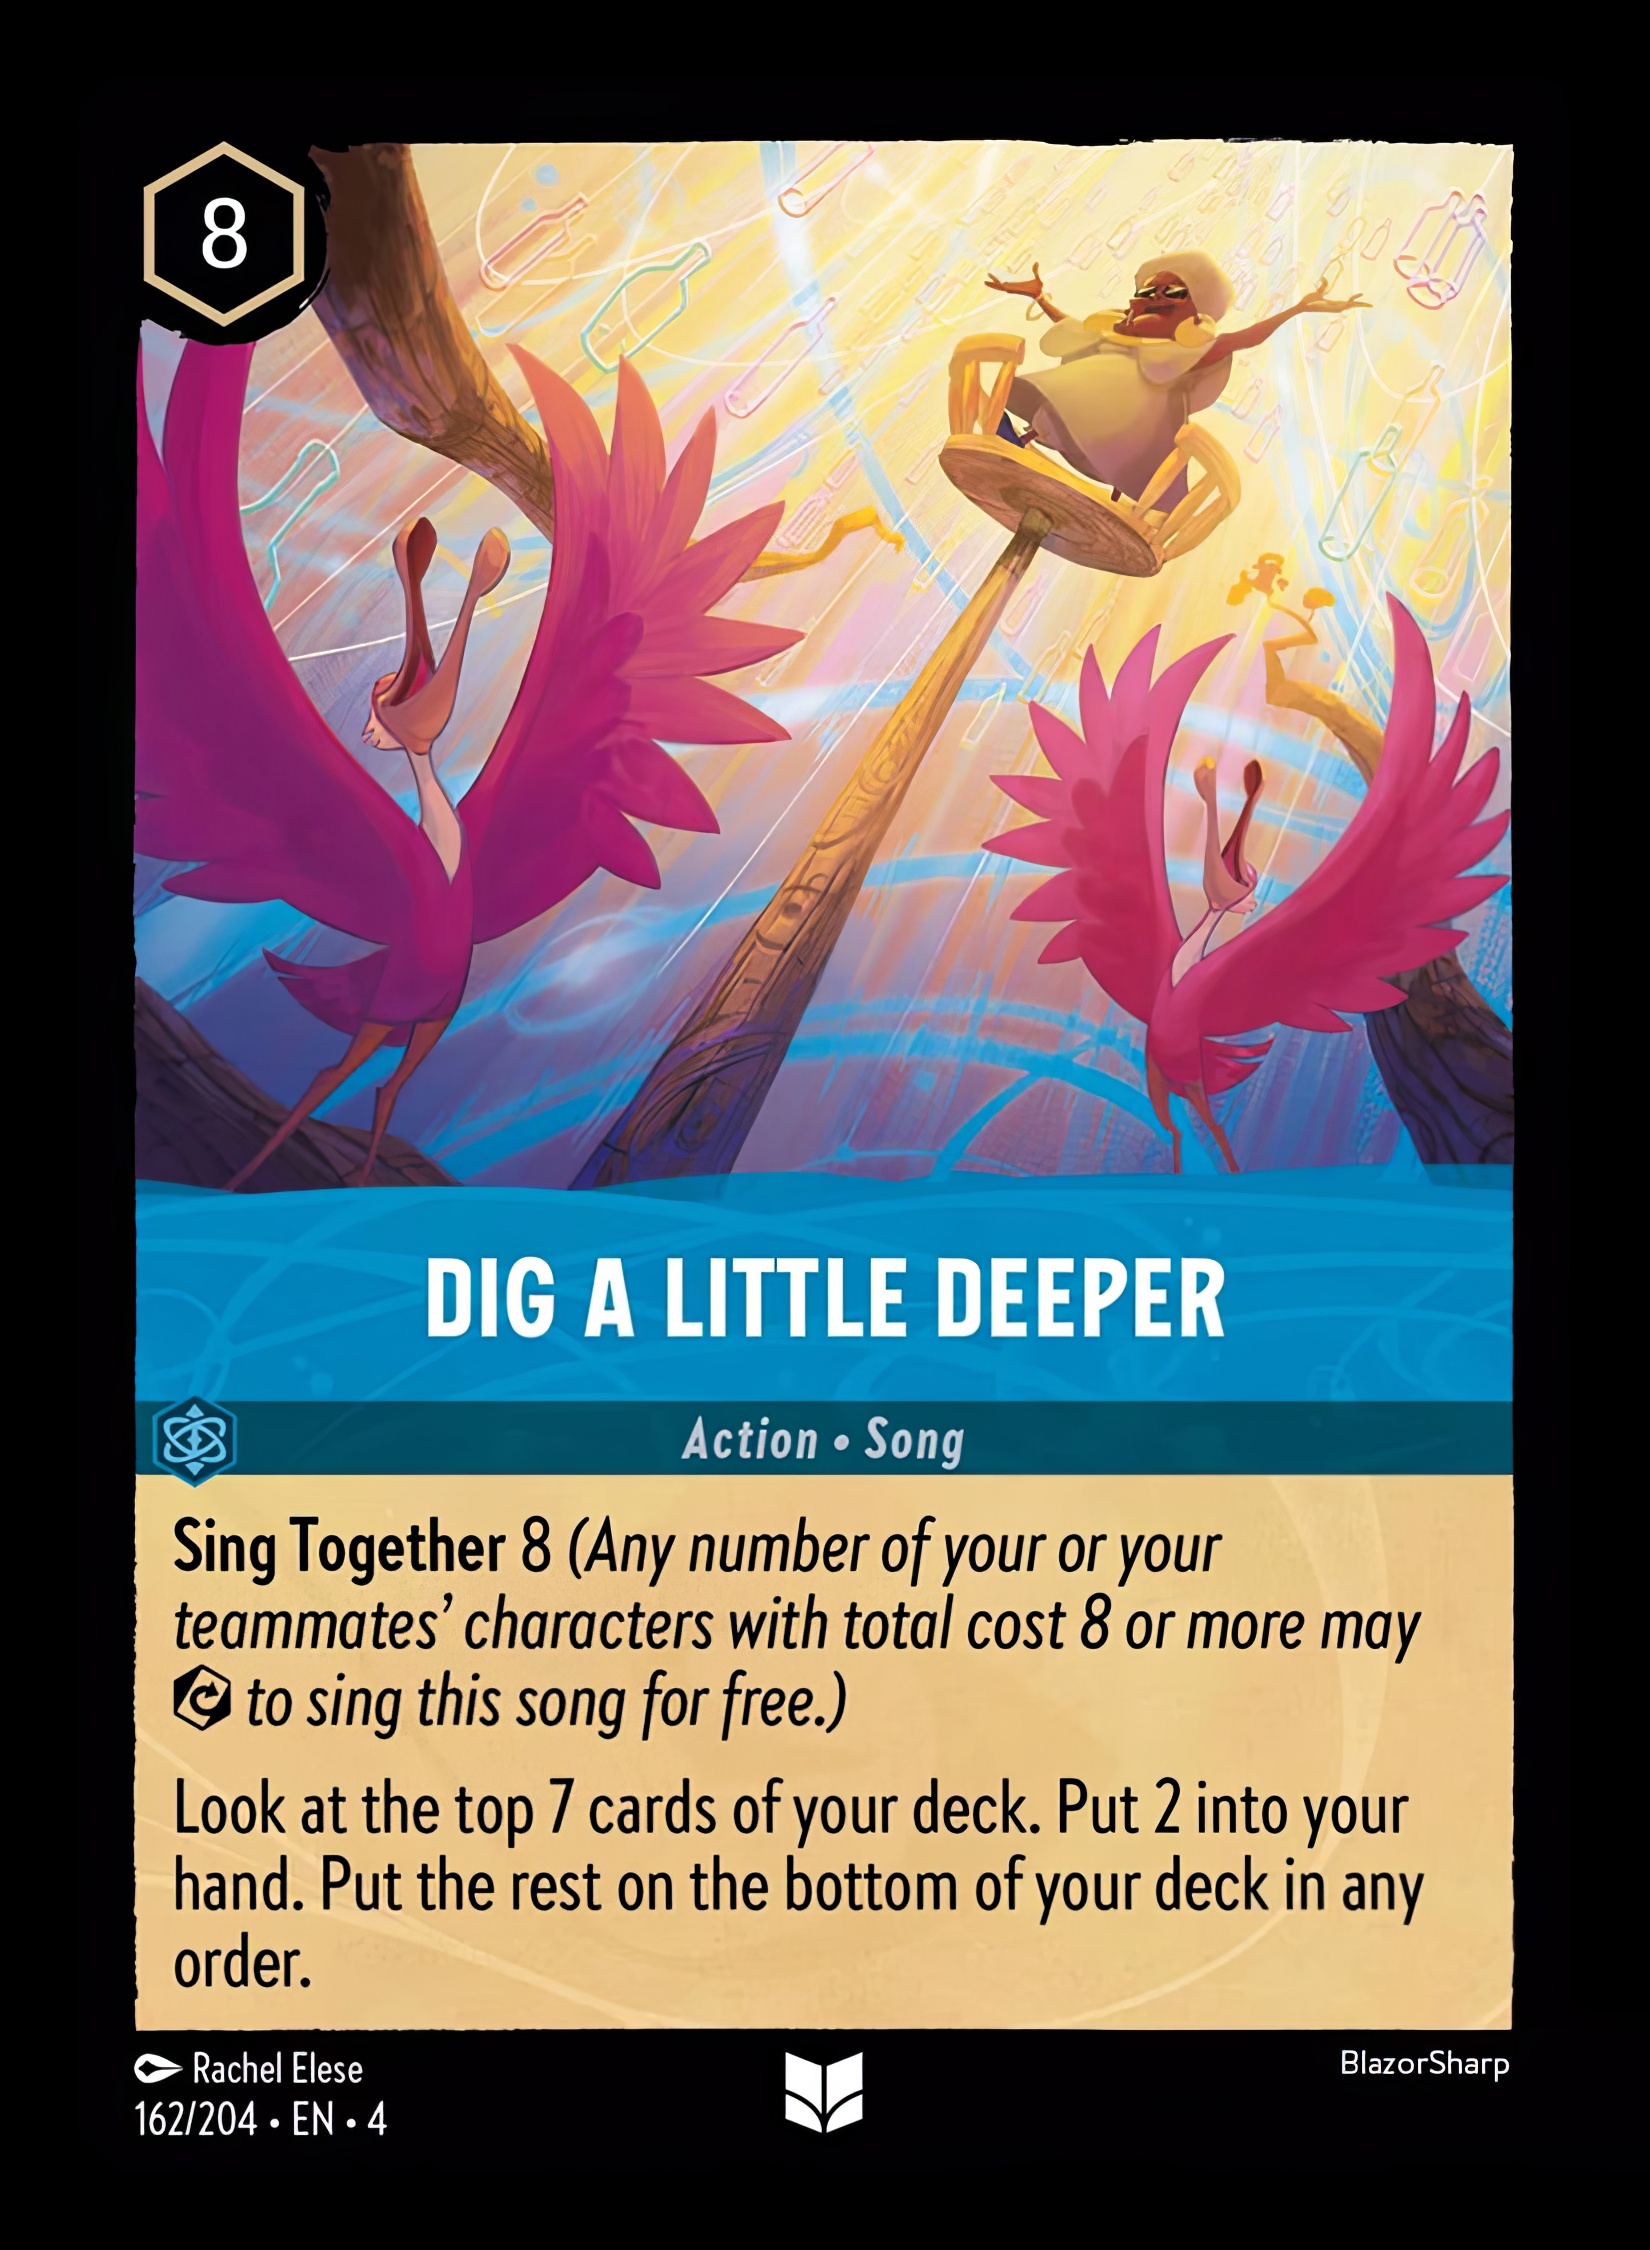 8
DIG A LITTLE DEEPER
Action • Song
Sing Together 8 (Any number of your or your
teammates’ characters with total cost 8 or more may
to sing this song for free.)
Look at the top 7 cards of your deck. Put 2 into your
hand. Put the rest on the bottom of your deck in any
order.
Rachel Elese
BlazorSharp
162/204 • EN • 4